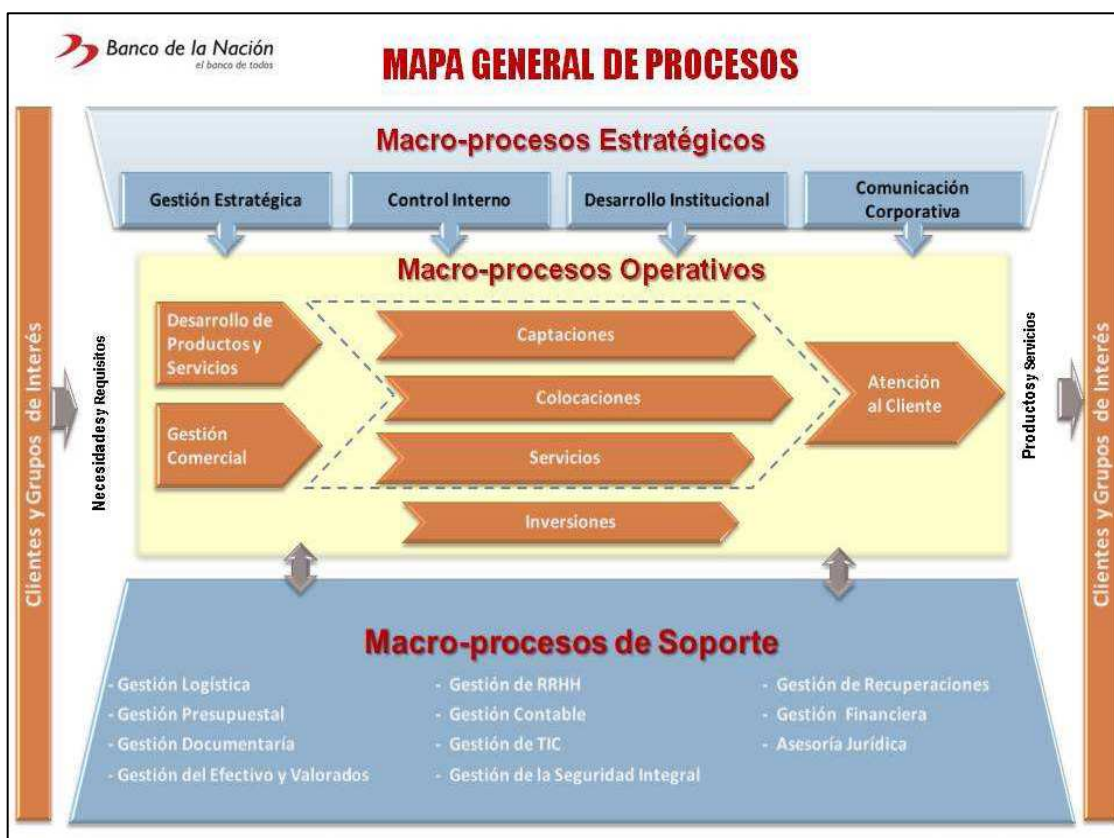 Banco de la Nación
el banco de todos
MAPA GENERAL DE PROCESOS
Macro-procesos Estratégicos
Gestión Estratégica
Control Interno
Desarrollo Institucional
Comunicación
Corporativa
Macro-procesos Operativos
Clientes y Grupos de Interés
Necesidades y Requisitos
Desarrollo de
Productos y
Servicios
Gestión
Comercial
Captaciones
Colocaciones
Servicios
Inversiones
Atención
al Cliente
Productos y Servicios
Clientes y Grupos de Interés
Macro-procesos de Soporte
- Gestión Logística
- Gestión Presupuestal
- Gestión Documentaría
- Gestión del Efectivo y Valorados
- Gestión de RRHH
- Gestión Contable
- Gestión de TIC
- Gestión de la Seguridad Integral
- Gestión de Recuperaciones
- Gestión Financiera
- Asesoría Jurídica